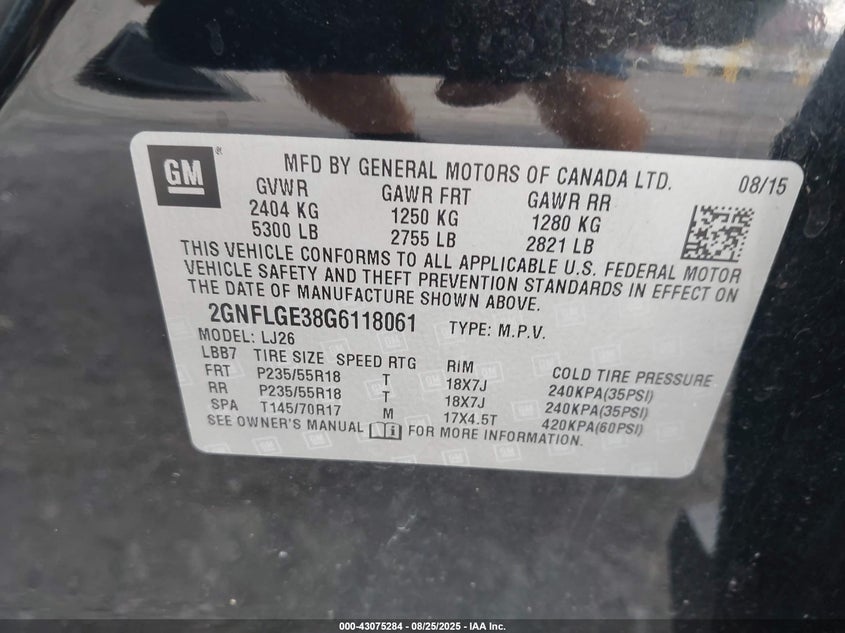 GM®
MFD BY GENERAL MOTORS OF CANADA LTD. 08/15
GVWR GAWR FRT GAWR RR
2404 KG 1250 KG 1280 KG
5300 LB 2755 LB 2821 LB
THIS VEHICLE CONFORMS TO ALL APPLICABLE U.S. FEDERAL MOTOR
VEHICLE SAFETY AND THEFT PREVENTION STANDARDS IN EFFECT ON
THE DATE OF MANUFACTURE SHOWN ABOVE.
2GNFLGE38G6118061 TYPE: M.P.V.
MODEL: LJ26
LBB7 TIRE SIZE SPEED RTG RIM COLD TIRE PRESSURE
FRT P235/55R18 T 18X7J 240KPA(35PSI)
RR P235/55R18 T 18X7J 240KPA(35PSI)
SPA T145/70R17 M 17X4.5T 420KPA(60PSI)
SEE OWNER'S MANUAL FOR MORE INFORMATION.
000-43075284 - 08/25/2025 - IAA Inc.